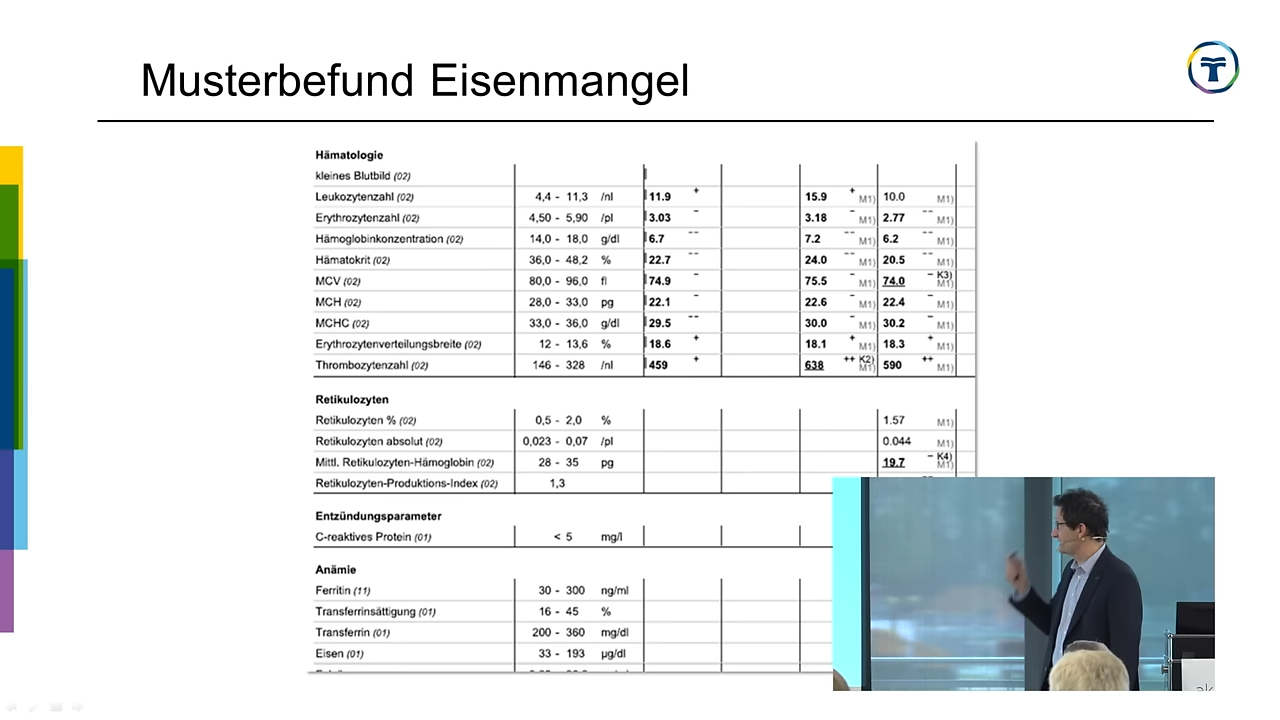 Musterbefund Eisenmangel
Hämatologie
kleines Blutbild (02)
Leukozytenzahl (02) 4,4 - 11,3 /nl 11.9 + 15.9 + M1) 10.0 M1)
Erythrozytenzahl (02) 4,50 - 5,90 /pl 3.03 - 3.18 - M1) 2.77 -- M1)
Hämoglobinkonzentration (02) 14,0 - 18,0 g/dl 6.7 -- 7.2 -- M1) 6.2 -- M1)
Hämatokrit (02) 36,0 - 48,2 % 22.7 -- 24.0 -- M1) 20.5 -- M1)
MCV (02) 80,0 - 96,0 fl 74.9 - 75.5 - M1) 74.0 - K3) M1)
MCH (02) 28,0 - 33,0 pg 22.1 - 22.6 - M1) 22.4 - M1)
MCHC (02) 33,0 - 36,0 g/dl 29.5 -- 30.0 - M1) 30.2 - M1)
Erythrozytenverteilungsbreite (02) 12 - 13,6 % 18.6 + 18.1 + M1) 18.3 + M1)
Thrombozytenzahl (02) 146 - 328 /nl 459 + 638 ++ K2) M1) 590 ++ M1)
Retikulozyten
Retikulozyten % (02) 0,5 - 2,0 % 1.57 M1)
Retikulozyten absolut (02) 0,023 - 0,07 /pl 0.044 M1)
Mittl. Retikulozyten-Hämoglobin (02) 28 - 35 pg 19.7 - K4) M1)
Retikulozyten-Produktions-Index (02) 1,3
Entzündungsparameter
C-reaktives Protein (01) < 5 mg/l
Anämie
Ferritin (11) 30 - 300 ng/ml
Transferrinsättigung (01) 16 - 45 %
Transferrin (01) 200 - 360 mg/dl
Eisen (01) 33 - 193 µg/dl
ak